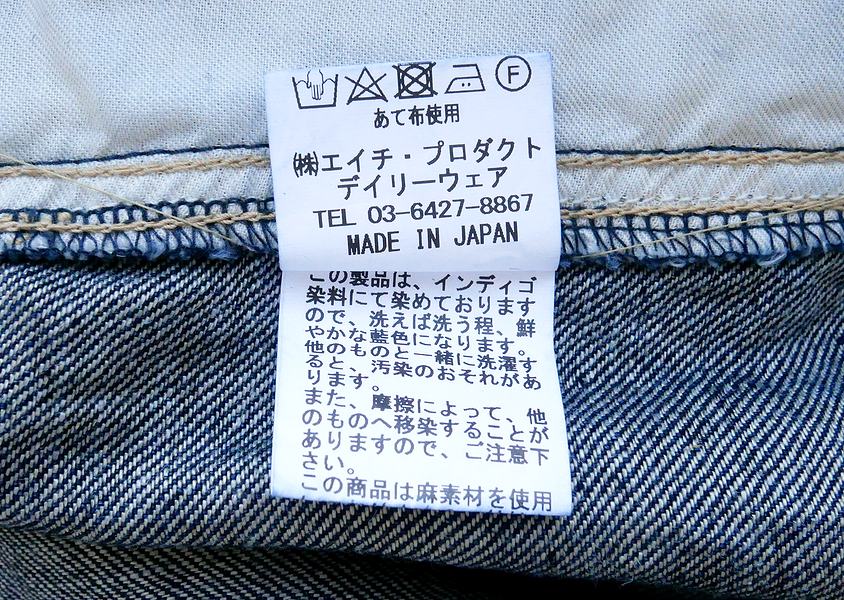 F
あて布使用
㈱エイチ・プロダクト
デイリーウェア
TEL 03-6427-8867
MADE IN JAPAN
この製品は、インディゴ
染料にて染めております
ので、洗えば洗う程、鮮
やかな藍色になります。
他のものと一緒に洗濯す
ると、汚染のおそれがあ
ります。
また、摩擦によって、他
のものへ移染することが
ありますので、ご注意下
さい。
この商品は麻素材を使用